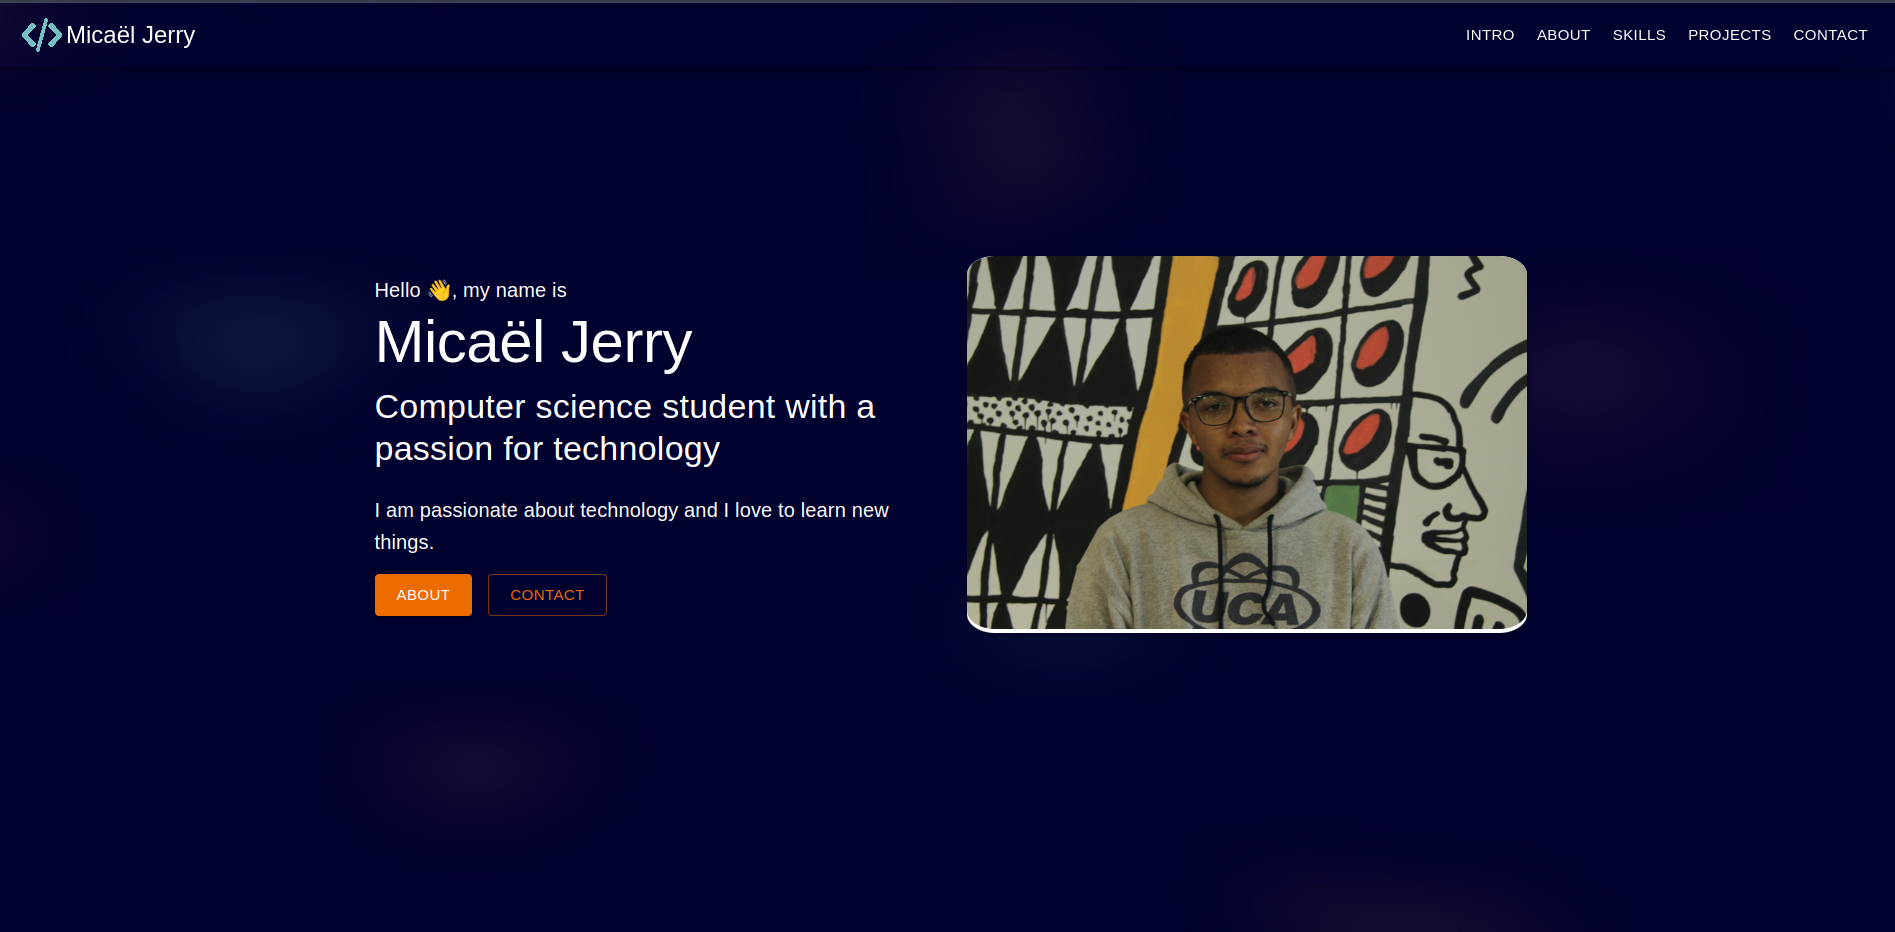 Micaël Jerry
INTRO ABOUT SKILLS PROJECTS CONTACT
Hello 👋, my name is
Micaël Jerry
Computer science student with a
passion for technology
I am passionate about technology and I love to learn new
things.
ABOUT CONTACT
UCA